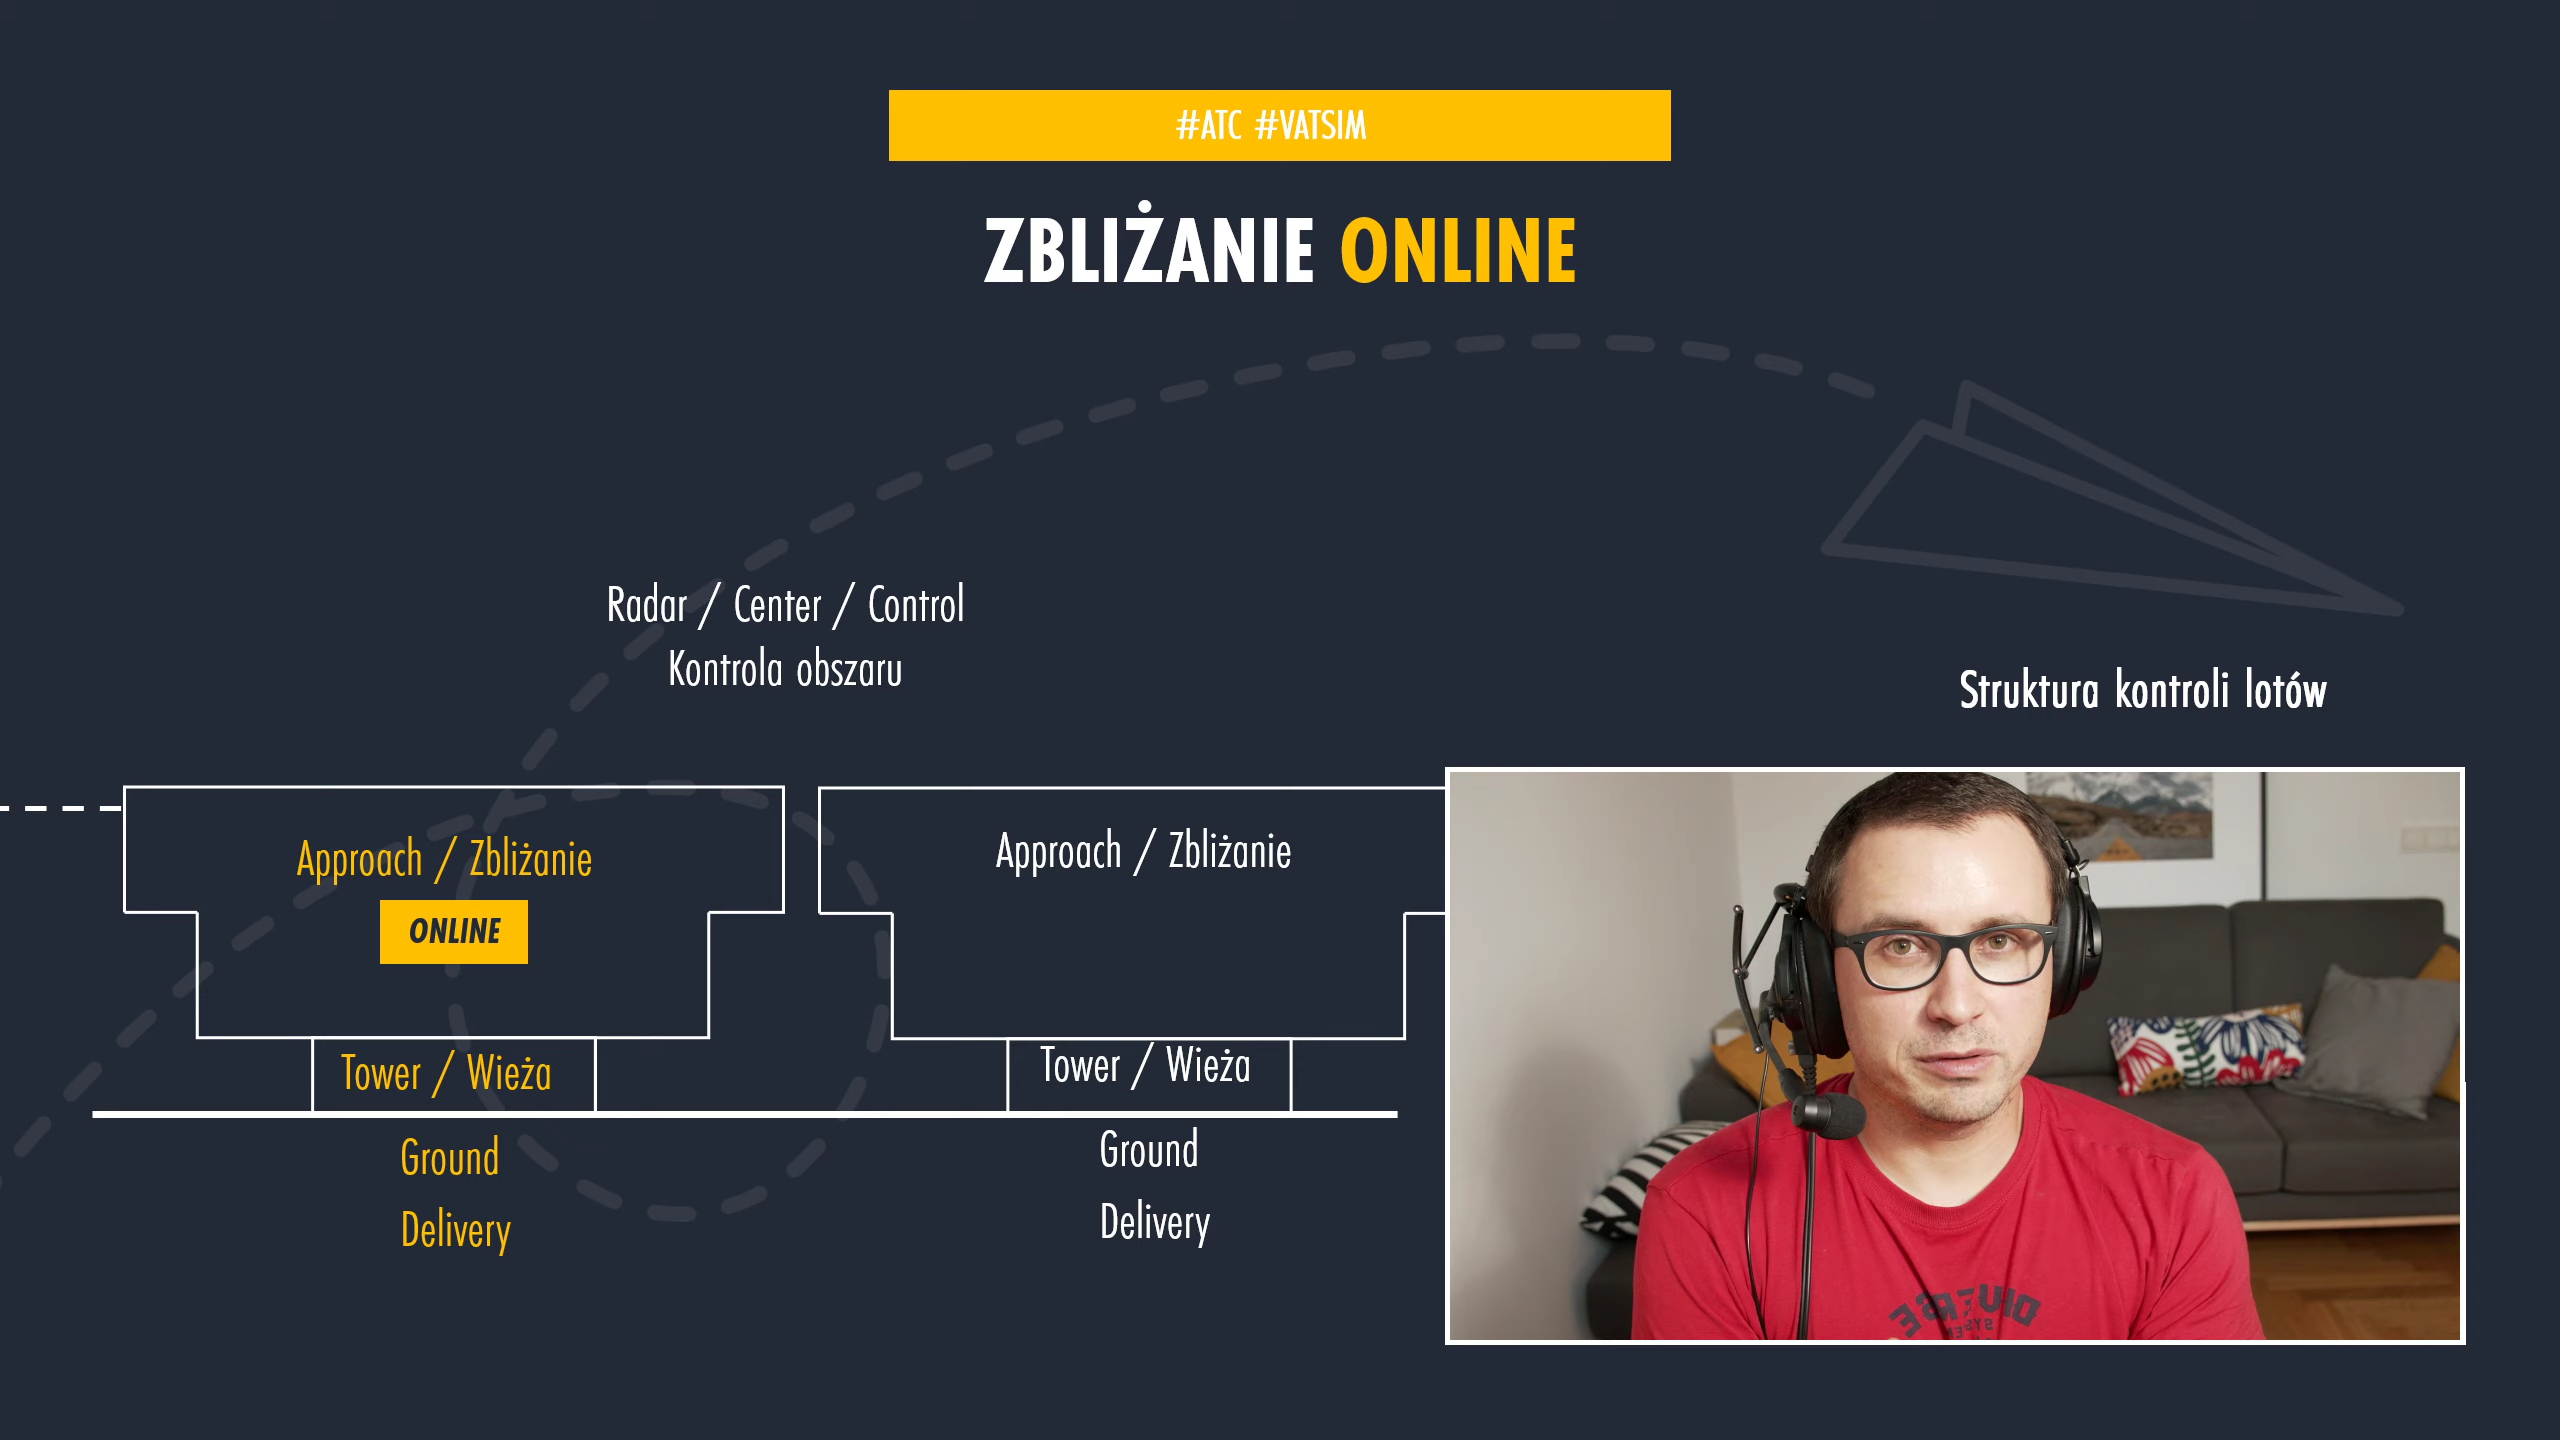 #ATC #VATSIM
ZBLIŻANIE ONLINE
Radar / Center / Control
Kontrola obszaru
Struktura kontroli lotów
Approach / Zbliżanie
ONLINE
Tower / Wieża
Ground
Delivery
Approach / Zbliżanie
Tower / Wieża
Ground
Delivery